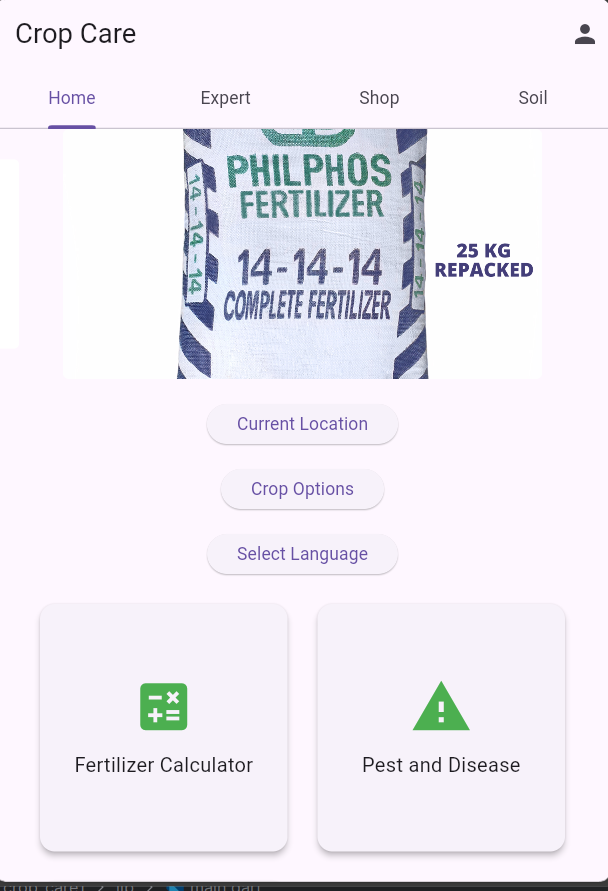 Crop Care
Home
Expert
Shop
Soil
PHILPHOS
FERTILIZER
14-14-14
14-14-14
14-14-14
COMPLETE FERTILIZER
25 KG
REPACKED
Current Location
Crop Options
Select Language
Fertilizer Calculator
Pest and Disease